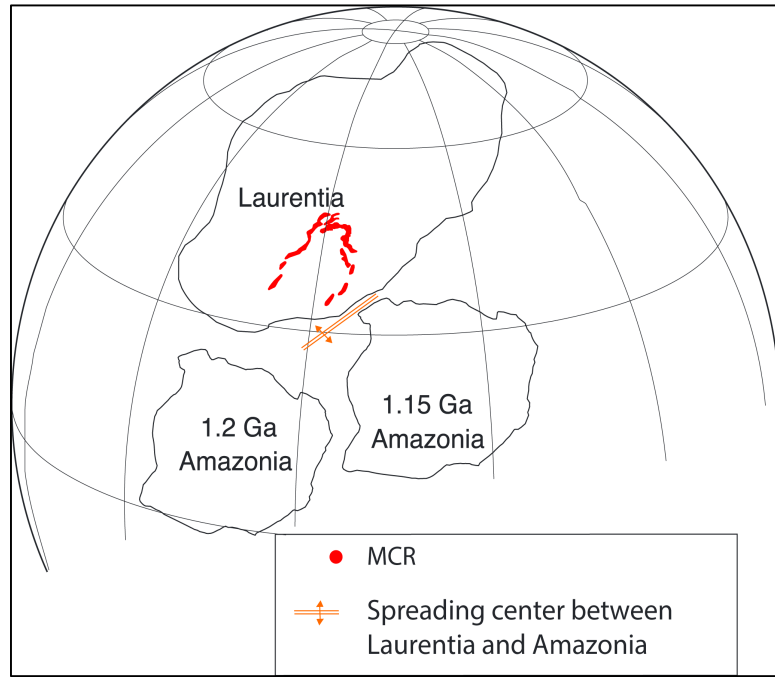 Laurentia
1.2 Ga
Amazonia
1.15 Ga
Amazonia
MCR
Spreading center between
Laurentia and Amazonia